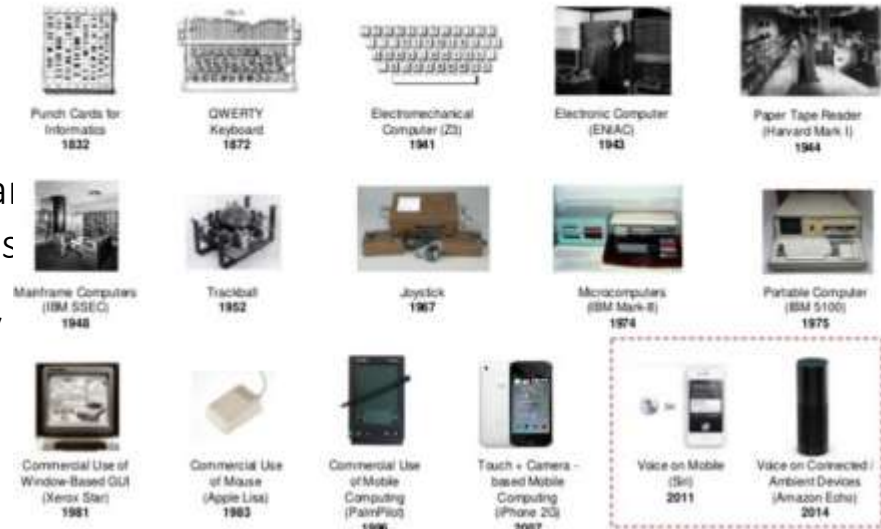 Punch Cards for
Informatics
1832
QWERTY
Keyboard
1872
Electromechanical
Computer (Z3)
1941
Electronic Computer
(ENIAC)
1943
Paper Tape Reader
(Harvard Mark I)
1944
Mainframe Computers
(IBM SSEC)
1948
Trackball
1952
Joystick
1967
Microcomputers
(IBM Mark-8)
1974
Portable Computer
(IBM 5100)
1975
Commercial Use of
Window-Based GUI
(Xerox Star)
1981
Commercial Use
of Mouse
(Apple Lisa)
1983
Commercial Use
of Mobile
Computing
(PalmPilot)
1996
Touch + Camera -
based Mobile
Computing
(iPhone 2G)
2007
Voice on Mobile
(Siri)
2011
Voice on Connected /
Ambient Devices
(Amazon Echo)
2014